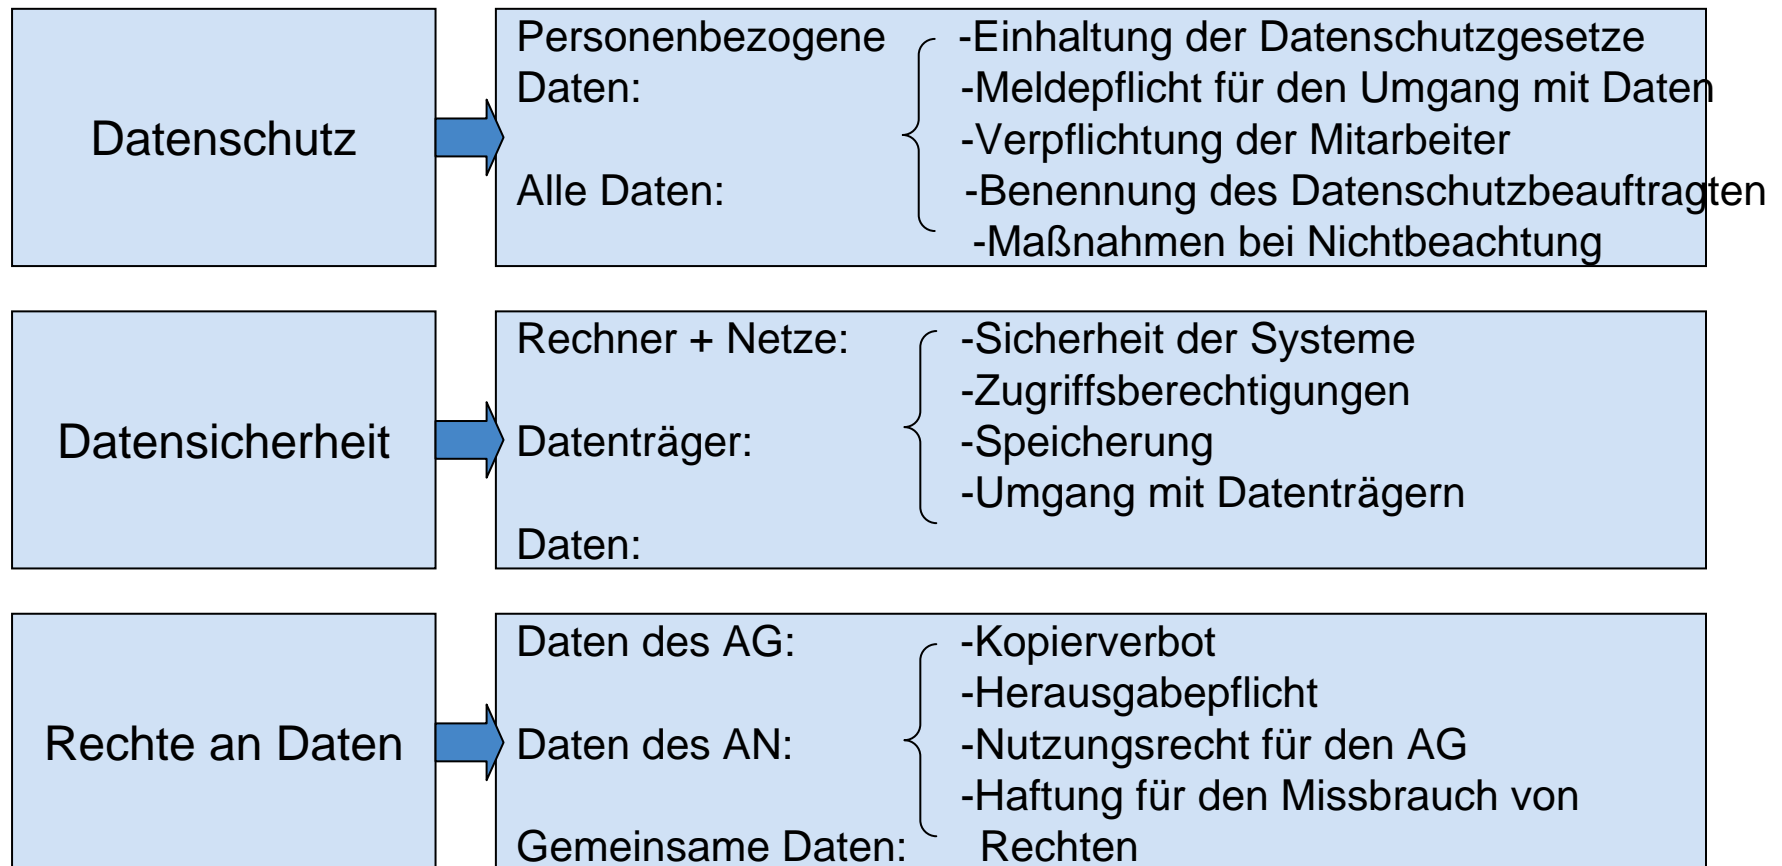 Datenschutz
Personenbezogene
Daten:
Alle Daten:
-Einhaltung der Datenschutzgesetze
-Meldepflicht für den Umgang mit Daten
-Verpflichtung der Mitarbeiter
-Benennung des Datenschutzbeauftragten
-Maßnahmen bei Nichtbeachtung
Datensicherheit
Rechner + Netze:
Datenträger:
Daten:
-Sicherheit der Systeme
-Zugriffsberechtigungen
-Speicherung
-Umgang mit Datenträgern
Rechte an Daten
Daten des AG:
Daten des AN:
Gemeinsame Daten:
-Kopierverbot
-Herausgabepflicht
-Nutzungsrecht für den AG
-Haftung für den Missbrauch von
Rechten